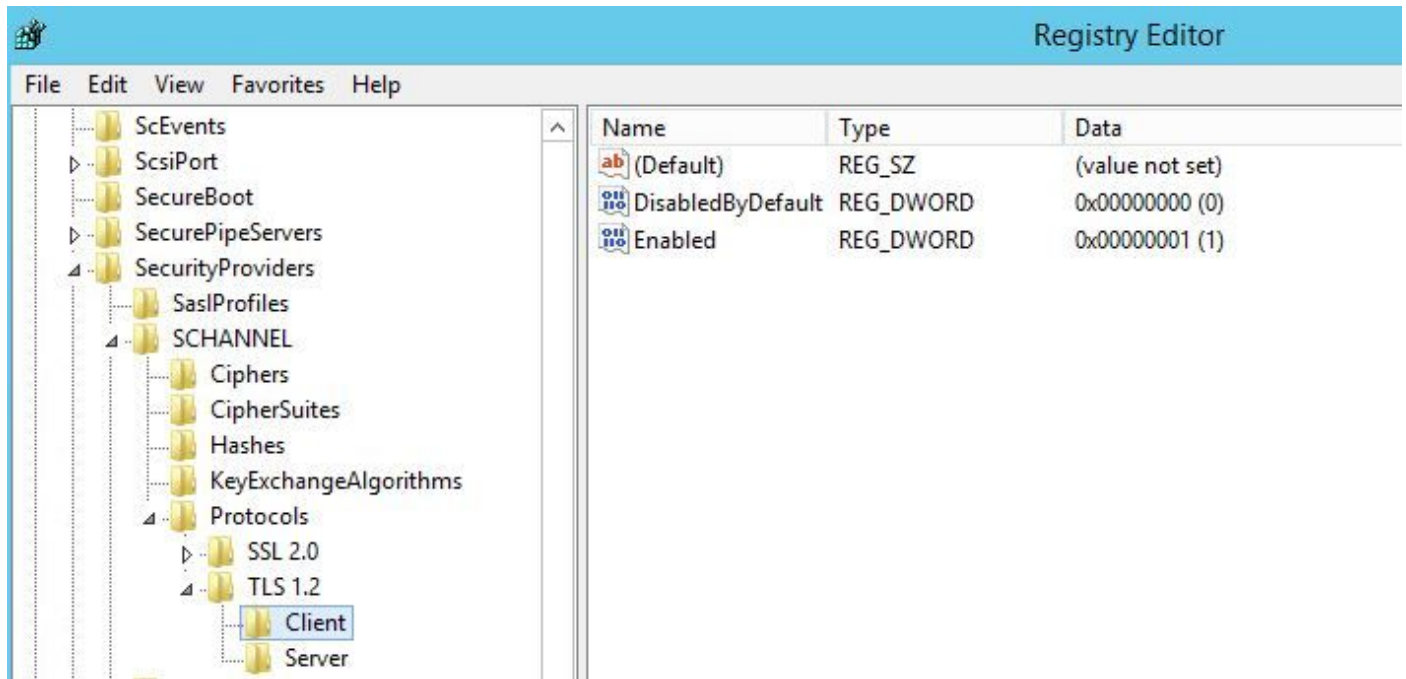 Registry Editor
File Edit View Favorites Help
ScEvents
ScsiPort
SecureBoot
SecurePipeServers
SecurityProviders
SaslProfiles
SCHANNEL
Ciphers
CipherSuites
Hashes
KeyExchangeAlgorithms
Protocols
SSL 2.0
TLS 1.2
Client
Server
Name Type Data
ab (Default) REG_SZ (value not set)
DisabledByDefault REG_DWORD 0x00000000 (0)
Enabled REG_DWORD 0x00000001 (1)